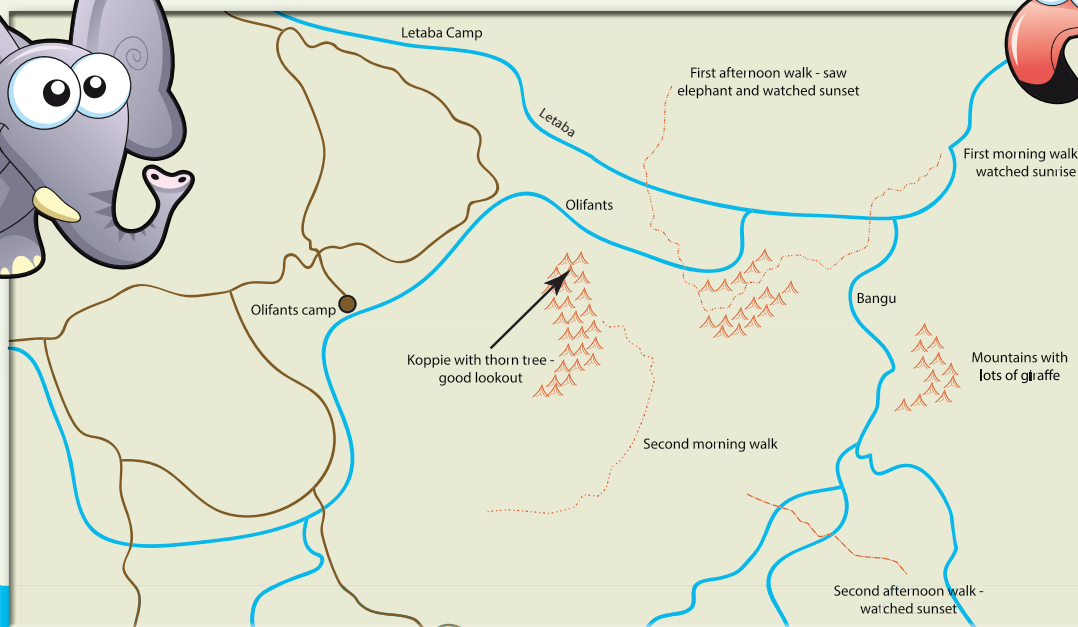 Letaba Camp
First afternoon walk - saw
elephant and watched sunset
Letaba
First morning walk
watched sunrise
Olifants
Olifants camp
Bangu
Koppie with thorn tree -
good lookout
Mountains with
lots of giraffe
Second morning walk
Second afternoon walk -
watched sunset